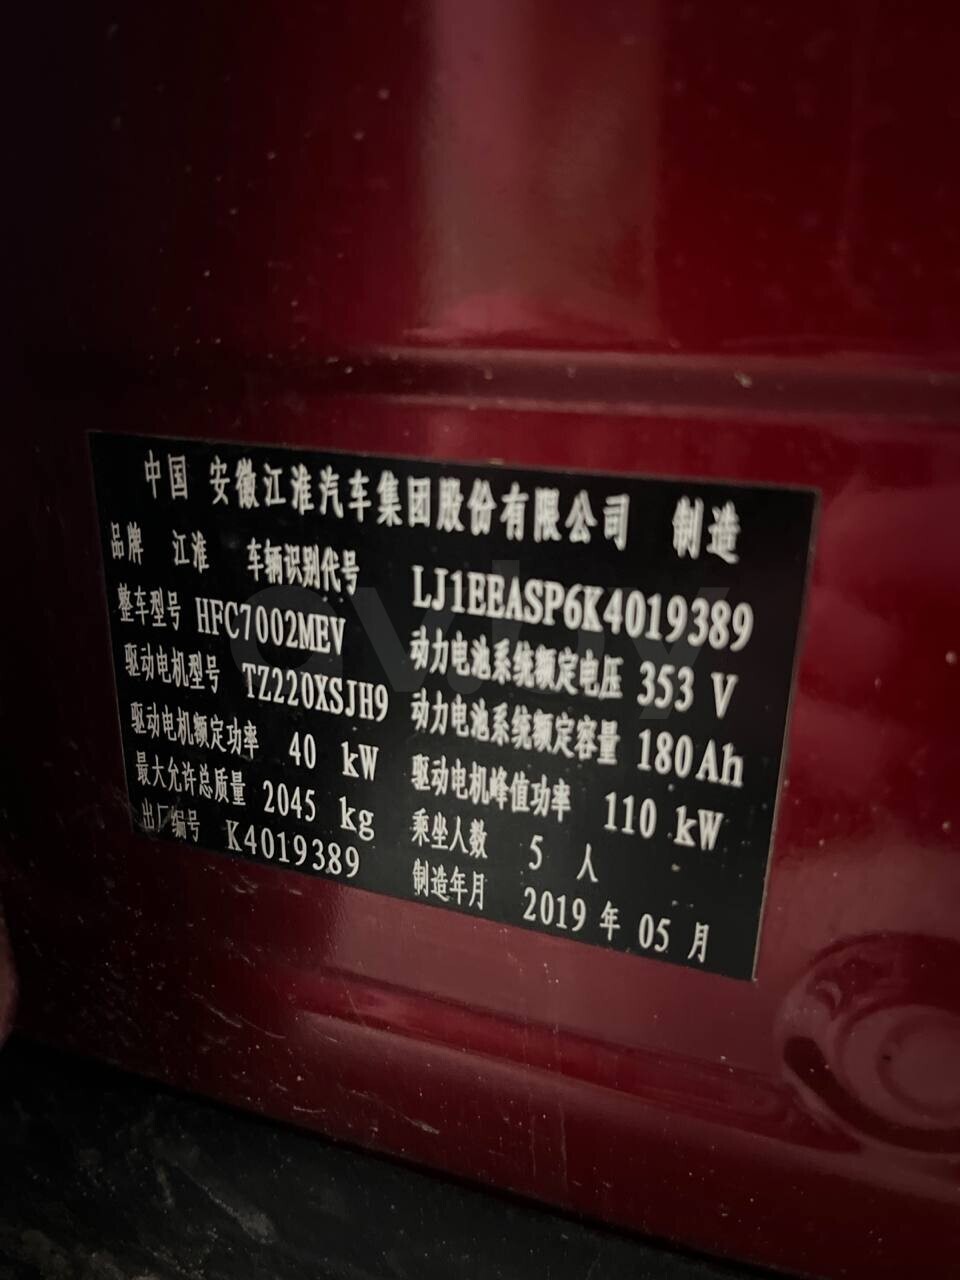 中国 安徽江淮汽车集团股份有限公司 制造
品牌 江淮 车辆识别代号 LJ1EEASP6K4019389
整车型号 HFC7002MEV 动力电池系统额定电压 353 V
驱动电机型号 TZ220XSJH9 动力电池系统额定容量 180Ah
驱动电机额定功率 40 kW 驱动电机峰值功率 110 kW
最大允许总质量 2045 kg 乘坐人数 5 人
出厂编号 K4019389 制造年月 2019 年 05 月
av.by